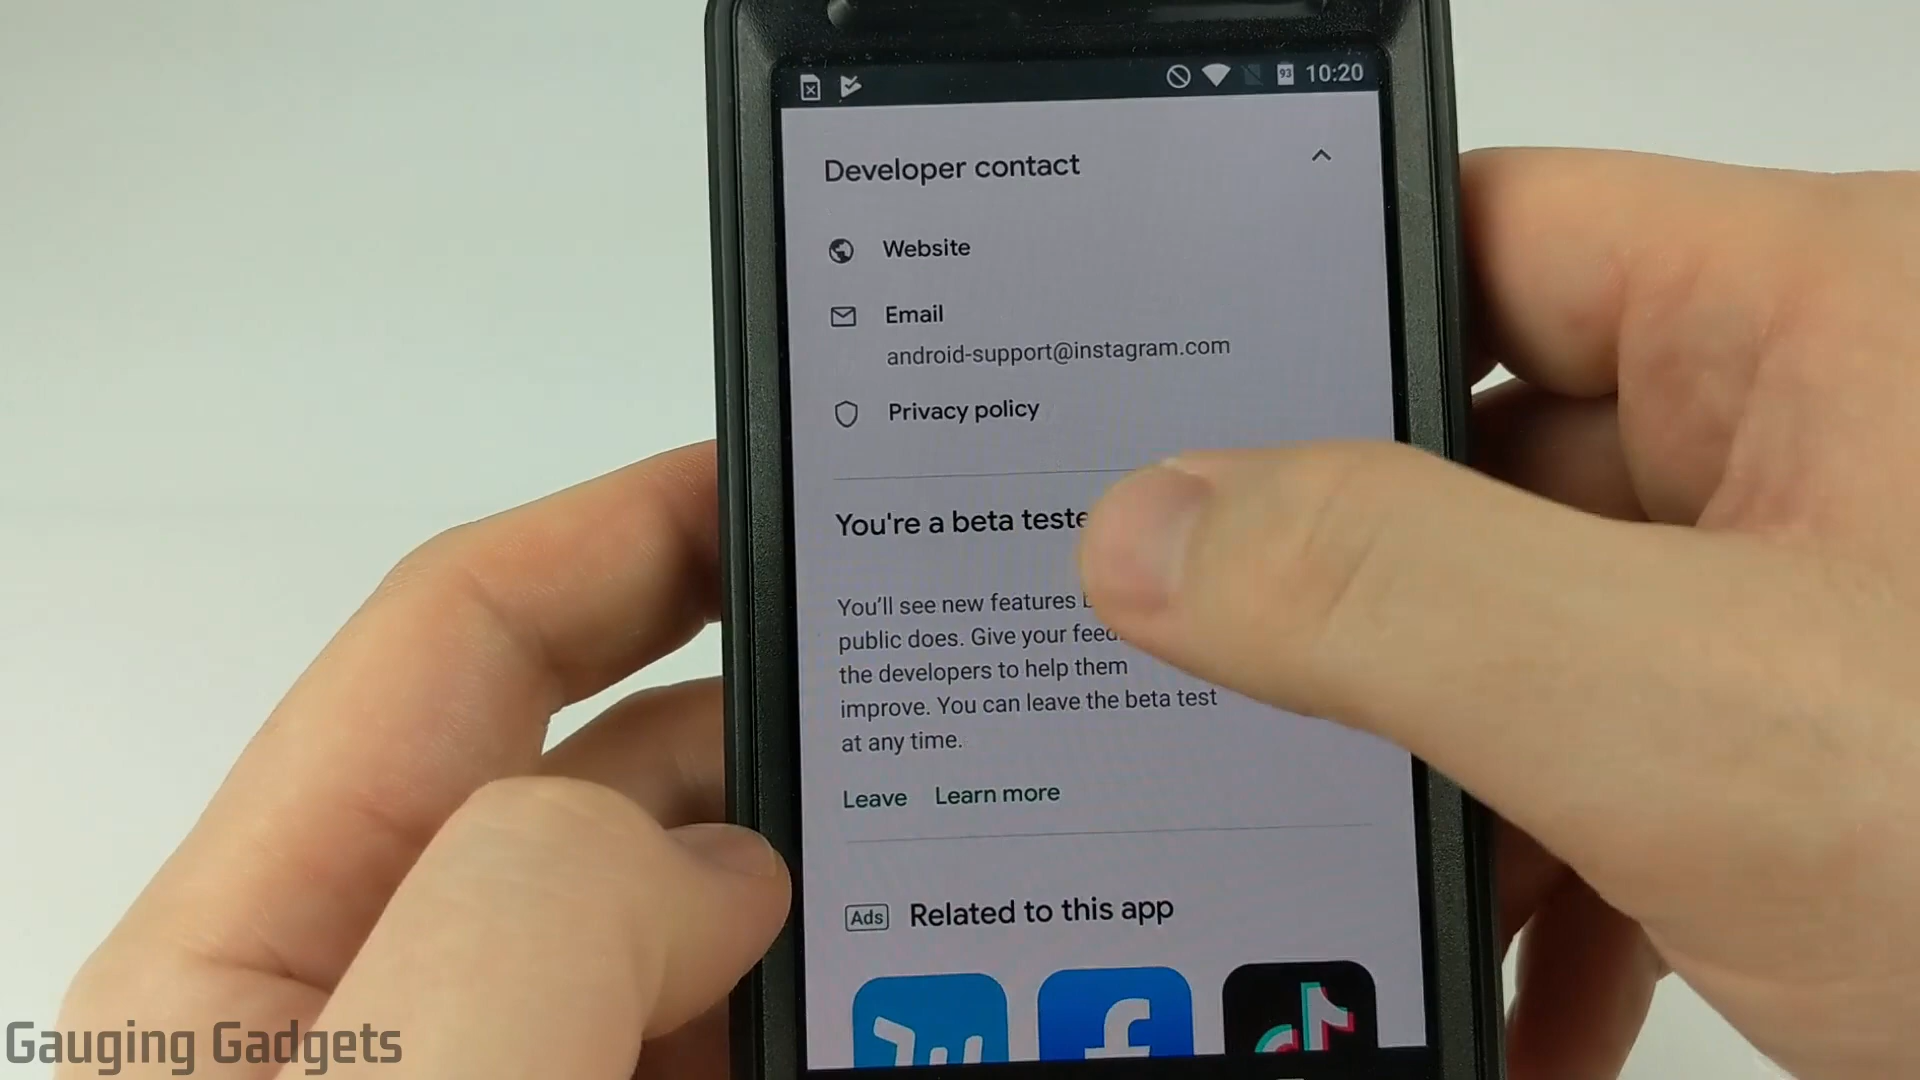 93 10:20
Developer contact
Website
Email
android-support@instagram.com
Privacy policy
You're a beta
You'll see new features
public does. Give your
the developers to help them
improve. You can leave the beta test
at any time.
Leave Learn more
Ads Related to this app
Gauging Gadgets